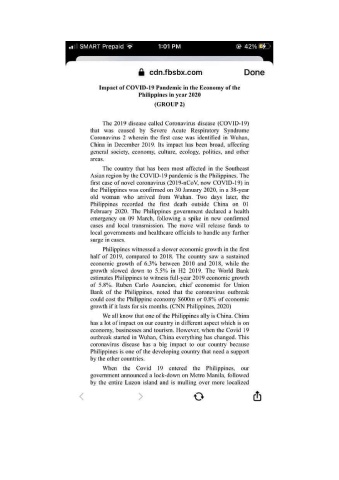 SMART Prepaid 1:01 PM 42%
cdn.fbsbx.com Done
Impact of COVID-19 Pandemic in the Economy of the
Philippines in year 2020
(GROUP 2)
The 2019 disease called Coronavirus disease (COVID-19)
that was caused by Severe Acute Respiratory Syndrome
Coronavirus 2 wherein the first case was identified in Wuhan,
China in December 2019. Its impact has been broad, affecting
general society, economy, culture, ecology, politics, and other
areas.
The country that has been most affected in the Southeast
Asian region by the COVID-19 pandemic is the Philippines. The
first case of novel coronavirus (2019-nCoV, now COVID-19) in
the Philippines was confirmed on 30 January 2020, in a 38-year
old woman who arrived from Wuhan. Two days later, the
Philippines recorded the first death outside China on 01
February 2020. The Philippines government declared a health
emergency on 09 March, following a spike in new confirmed
cases and local transmission. The move will release funds to
local governments and healthcare officials to handle any further
surge in cases.
Philippines witnessed a slower economic growth in the first
half of 2019, compared to 2018. The country saw a sustained
economic growth of 6.3% between 2010 and 2018, while the
growth slowed down to 5.5% in H2 2019. The World Bank
estimates Philippines to witness full-year 2019 economic growth
of 5.8%. Ruben Carlo Asuncion, chief economist for Union
Bank of the Philippines, noted that the coronavirus outbreak
could cost the Philippine economy $600m or 0.8% of economic
growth if it lasts for six months. (CNN Philippines, 2020)
We all know that one of the Philippines ally is China. China
has a lot of impact on our country in different aspect which is on
economy, businesses and tourism. However, when the Covid 19
outbreak started in Wuhan, China everything has changed. This
coronavirus disease has a big impact to our country because
Philippines is one of the developing country that need a support
by the other countries.
When the Covid 19 entered the Philippines, our
government announced a lock-down on Metro Manila, followed
by the entire Luzon island and is mulling over more localized